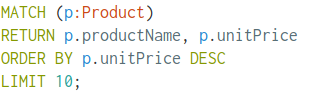 MATCH (p:Product)
RETURN p.productName, p.unitPrice
ORDER BY p.unitPrice DESC
LIMIT 10;